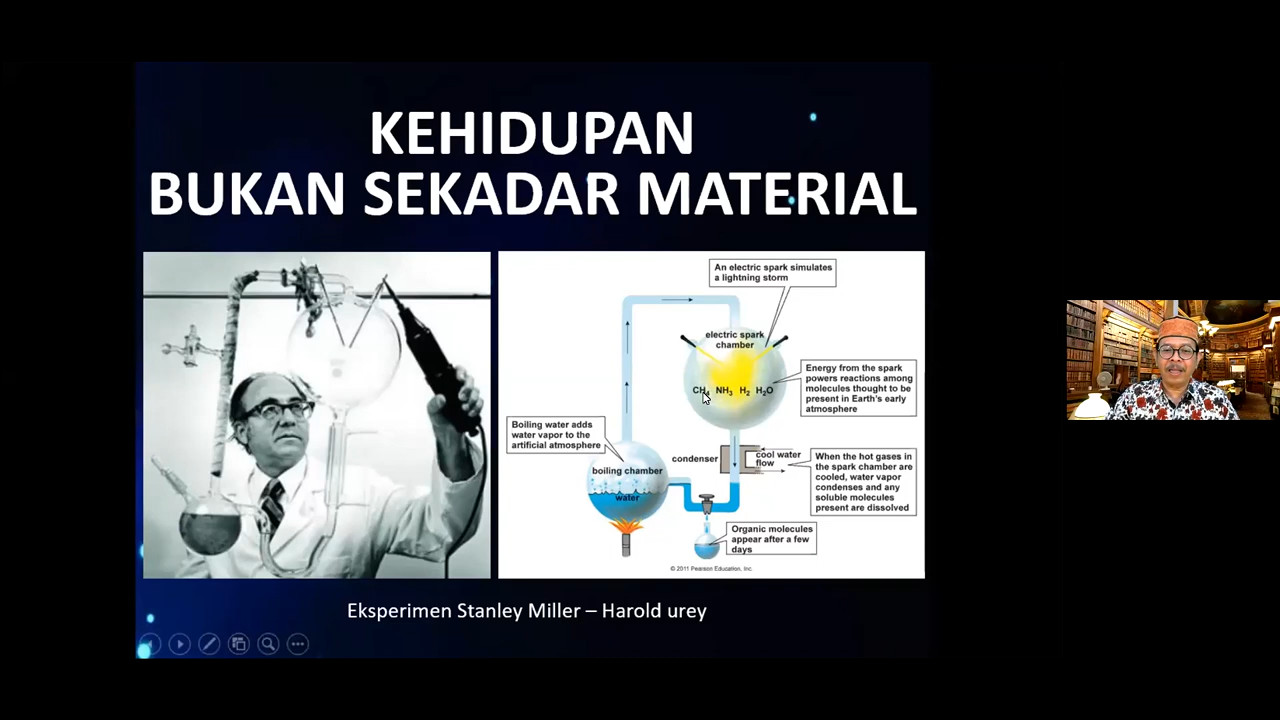 KEHIDUPAN
BUKAN SEKADAR MATERIAL
An electric spark simulates
a lightning storm
electric spark
chamber
CH4 NH3 H2 H2O
Energy from the spark
powers reactions among
molecules thought to be
present in Earth's early
atmosphere
Boiling water adds
water vapor to the
artificial atmosphere
boiling chamber
water
condenser
cool water
flow
When the hot gases in
the spark chamber are
cooled, water vapor
condenses and any
soluble molecules
present are dissolved
Organic molecules
appear after a few
days
© 2011 Pearson Education, Inc.
Eksperimen Stanley Miller – Harold urey